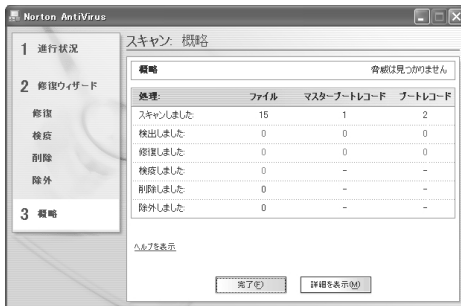 Norton AntiVirus
1 進行状況
2 修復ウィザード
修復
検疫
削除
除外
3 概略
スキャン: 概略
概略 脅威は見つかりません
処理: ファイル マスターブートレコード ブートレコード
スキャンしました: 15 1 2
検出しました: 0 0 0
修復しました: 0 0 0
検疫しました: 0 - -
削除しました: 0 - -
除外しました: 0 - -
ヘルプを表示
完了(F) 詳細を表示(M)